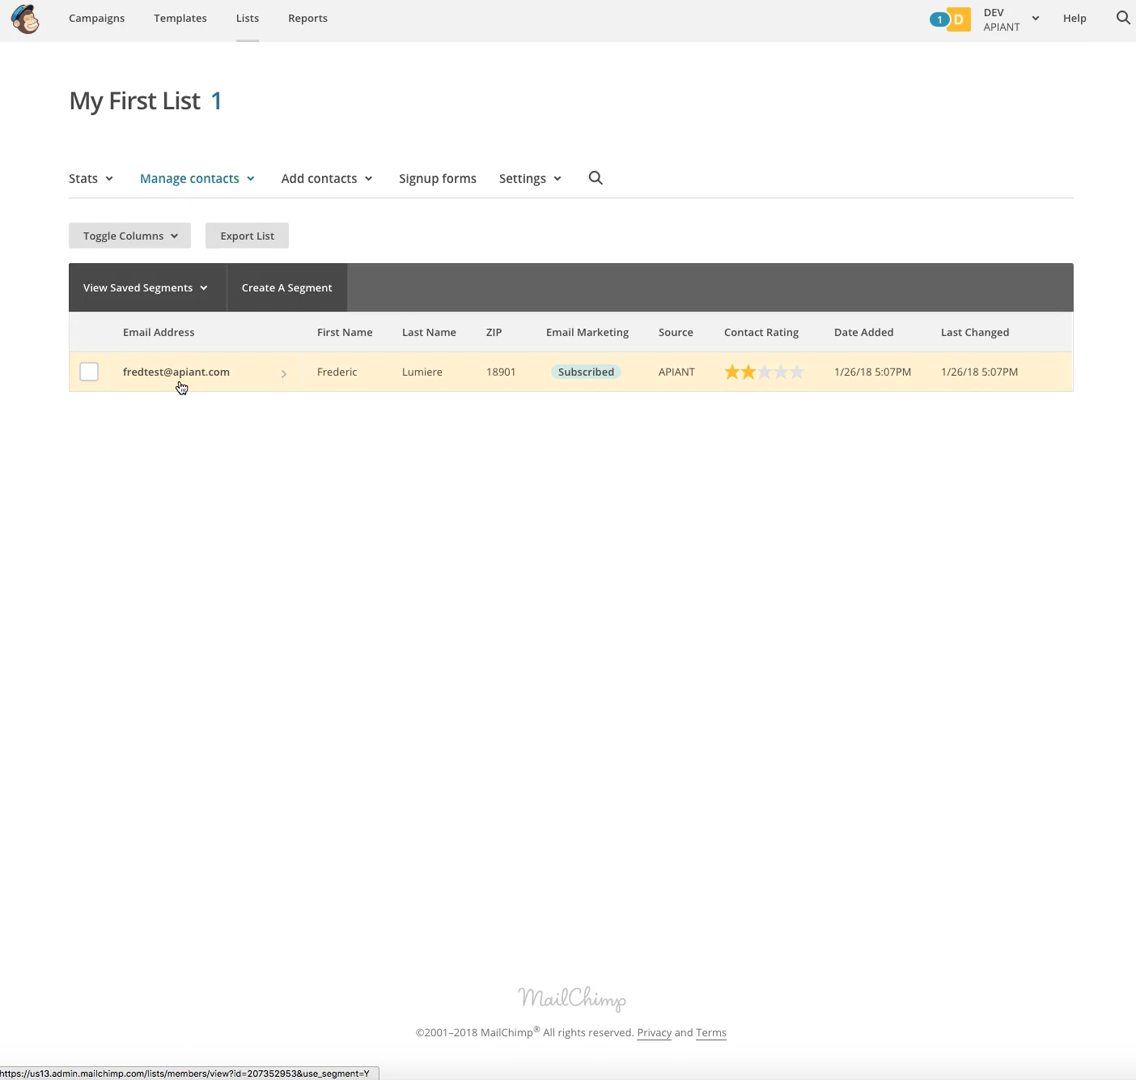 Campaigns Templates Lists Reports 1 D DEV APIANT Help
My First List 1
Stats Manage contacts Add contacts Signup forms Settings
Toggle Columns Export List
View Saved Segments Create A Segment
Email Address First Name Last Name ZIP Email Marketing Source Contact Rating Date Added Last Changed
fredtest@apiant.com Frederic Lumiere 18901 Subscribed APIANT 1/26/18 5:07PM 1/26/18 5:07PM
MailChimp
©2001–2018 MailChimp® All rights reserved. Privacy and Terms
https://us13.admin.mailchimp.com/lists/members/view?id=207352953&use_segment=Y